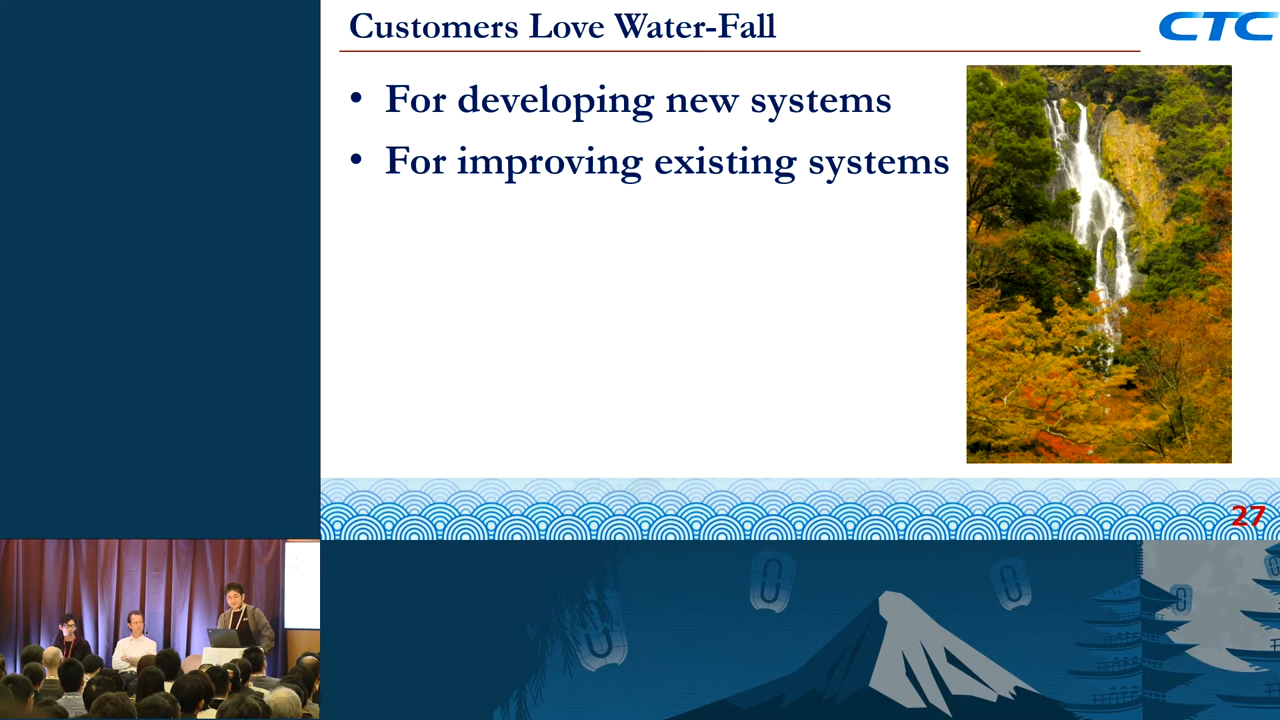 Customers Love Water-Fall
CTC
• For developing new systems
• For improving existing systems
27